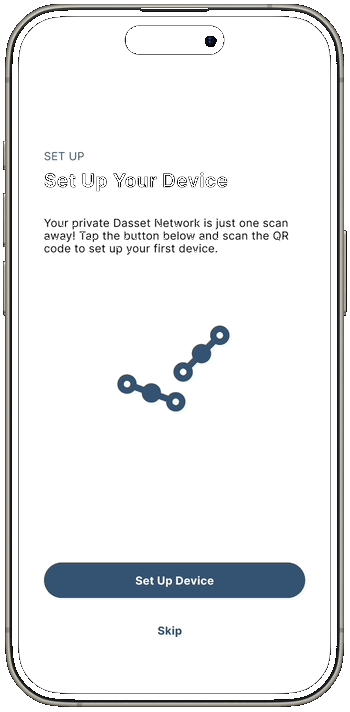 SET UP
Set Up Your Device
Your private Dasset Network is just one scan
away! Tap the button below and scan the QR
code to set up your first device.
Set Up Device
Skip